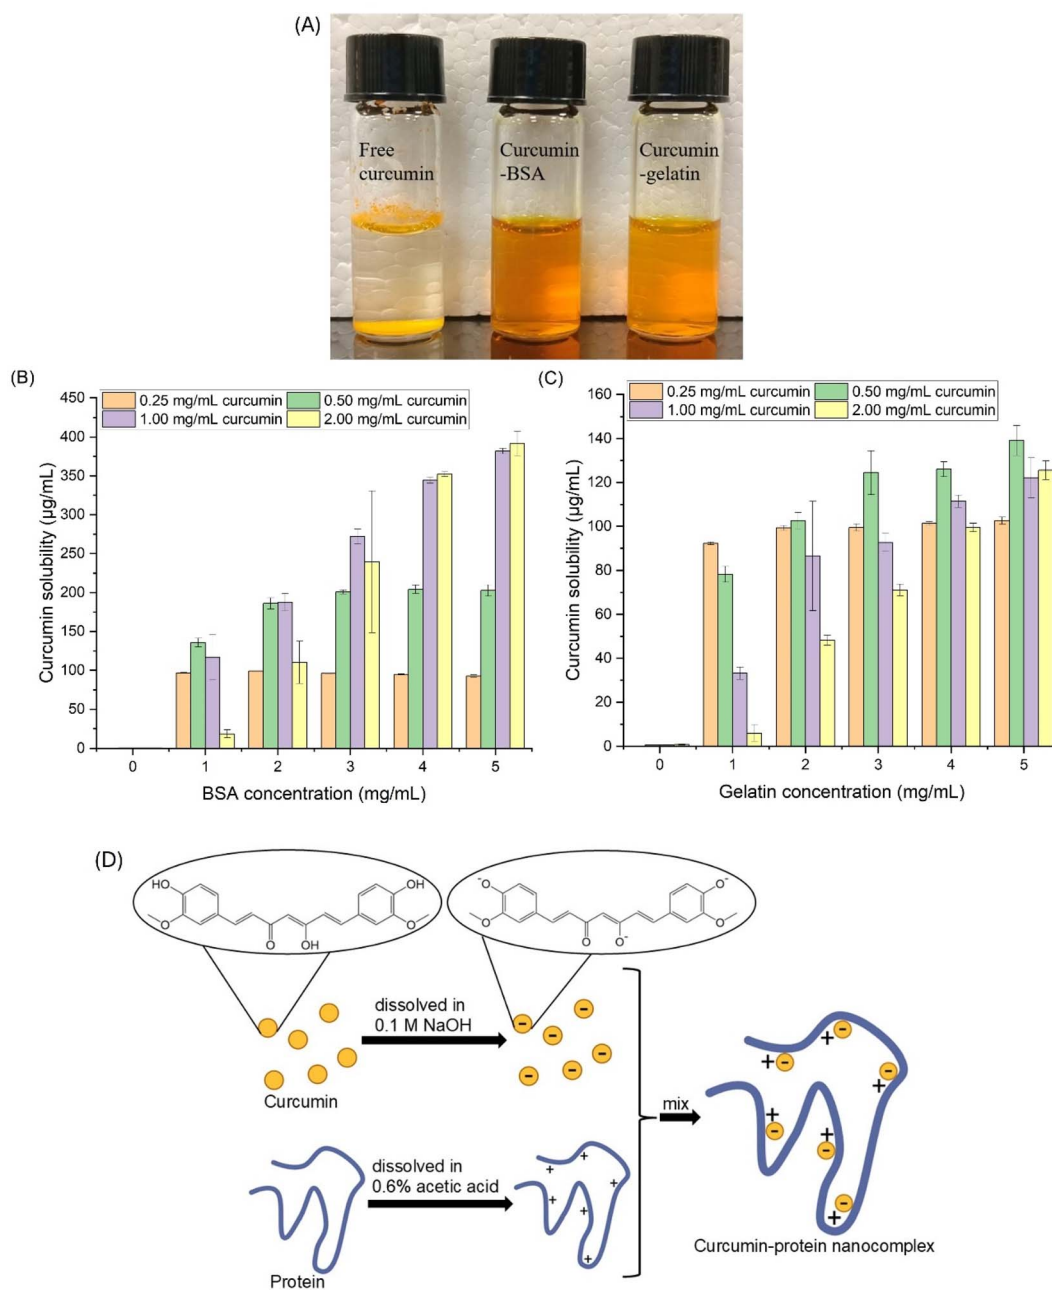 (A)
Free
curcumin
Curcumin
-BSA
Curcumin
-gelatin
(B)
0.25 mg/mL curcumin
0.50 mg/mL curcumin
1.00 mg/mL curcumin
2.00 mg/mL curcumin
Curcumin solubility (µg/mL)
450
400
350
300
250
200
150
100
50
0
0 1 2 3 4 5
BSA concentration (mg/mL)
(C)
0.25 mg/mL curcumin
0.50 mg/mL curcumin
1.00 mg/mL curcumin
2.00 mg/mL curcumin
Curcumin solubility (µg/mL)
160
140
120
100
80
60
40
20
0
0 1 2 3 4 5
Gelatin concentration (mg/mL)
(D)
HO
OH
O
O
O
OH
O⁻
O⁻
O
O
O
O⁻
dissolved in
0.1 M NaOH
Curcumin
dissolved in
0.6% acetic acid
Protein
mix
Curcumin-protein nanocomplex